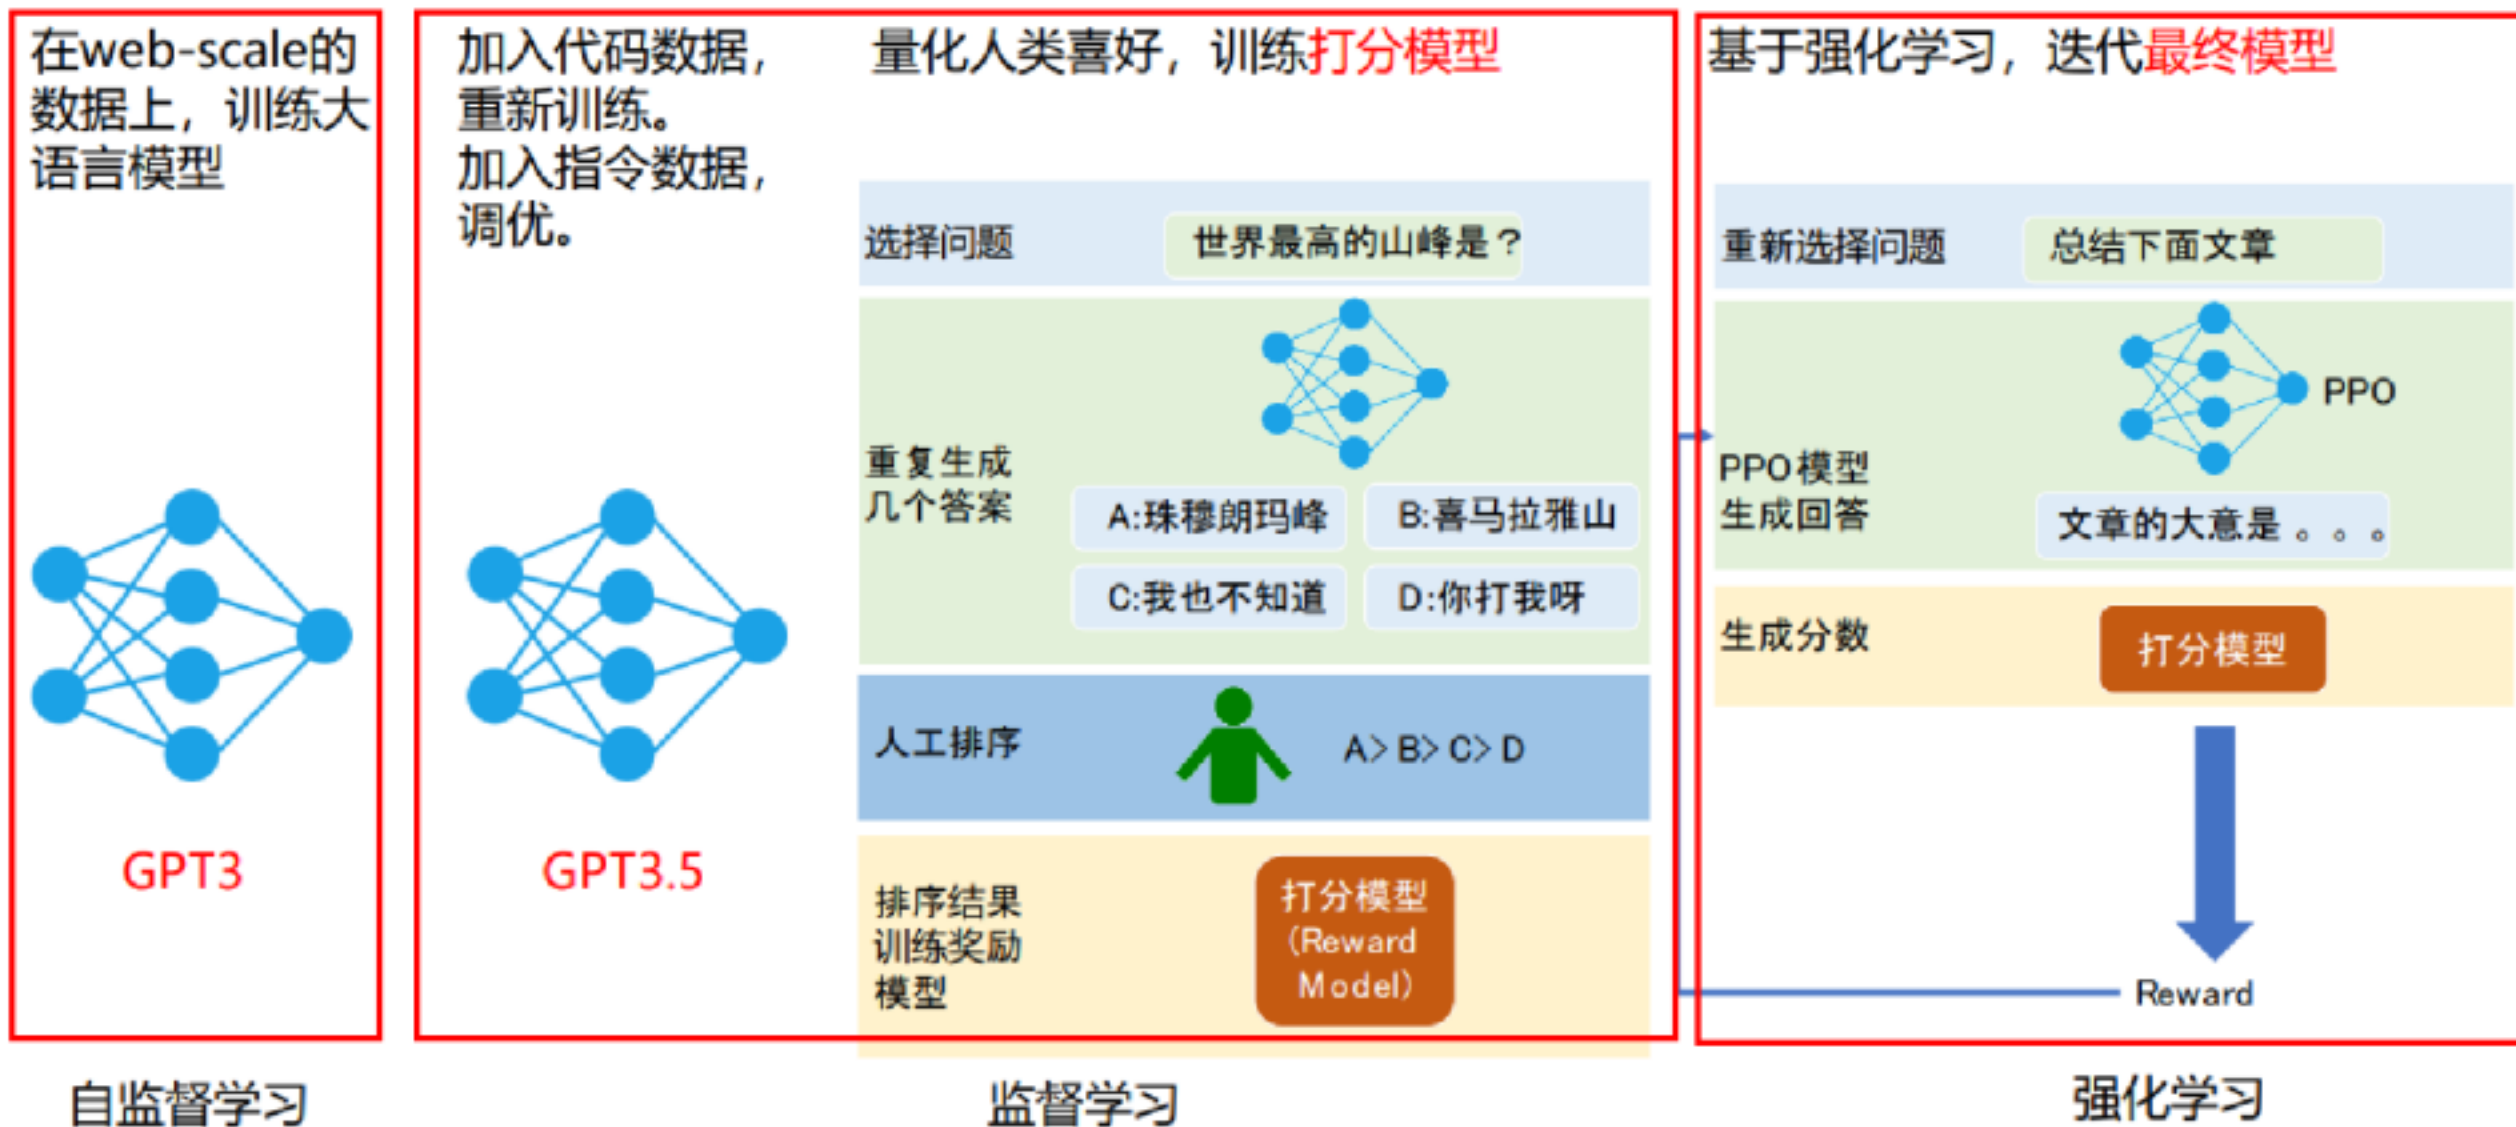 在web-scale的
数据上，训练大
语言模型
GPT3
自监督学习
加入代码数据，
重新训练。
加入指令数据，
调优。
GPT3.5
量化人类喜好，训练打分模型
选择问题
世界最高的山峰是？
重复生成
几个答案
A:珠穆朗玛峰
B:喜马拉雅山
C:我也不知道
D:你打我呀
人工排序
A> B> C> D
排序结果
训练奖励
模型
打分模型
(Reward
Model)
监督学习
基于强化学习，迭代最终模型
重新选择问题
总结下面文章
PPO
PPO模型
生成回答
文章的大意是。。。
生成分数
打分模型
Reward
强化学习